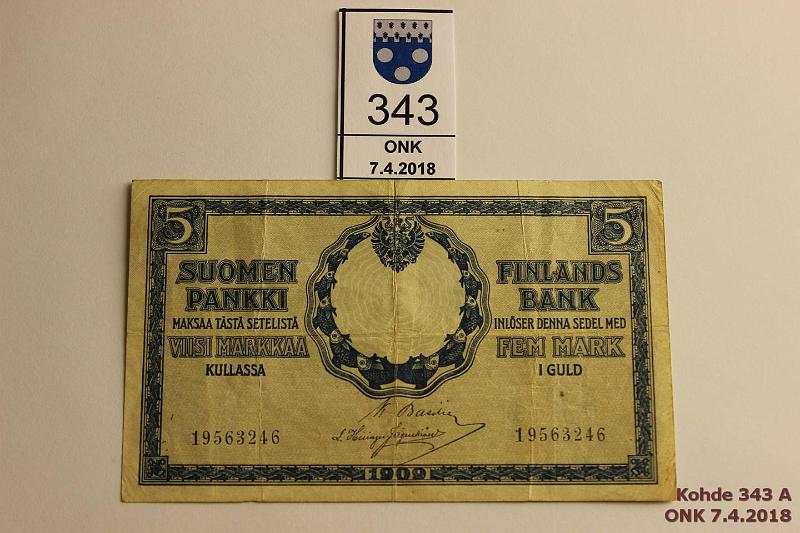 343
ONK
7.4.2018
5
5
SUOMEN
PANKKI
MAKSAA TÄSTÄ SETELISTÄ
VIISI MARKKAA
KULLASSA
FINLANDS
BANK
INLÖSER DENNA SEDEL MED
FEM MARK
I GULD
19563246
19563246
1909
Kohde 343 A
ONK 7.4.2018